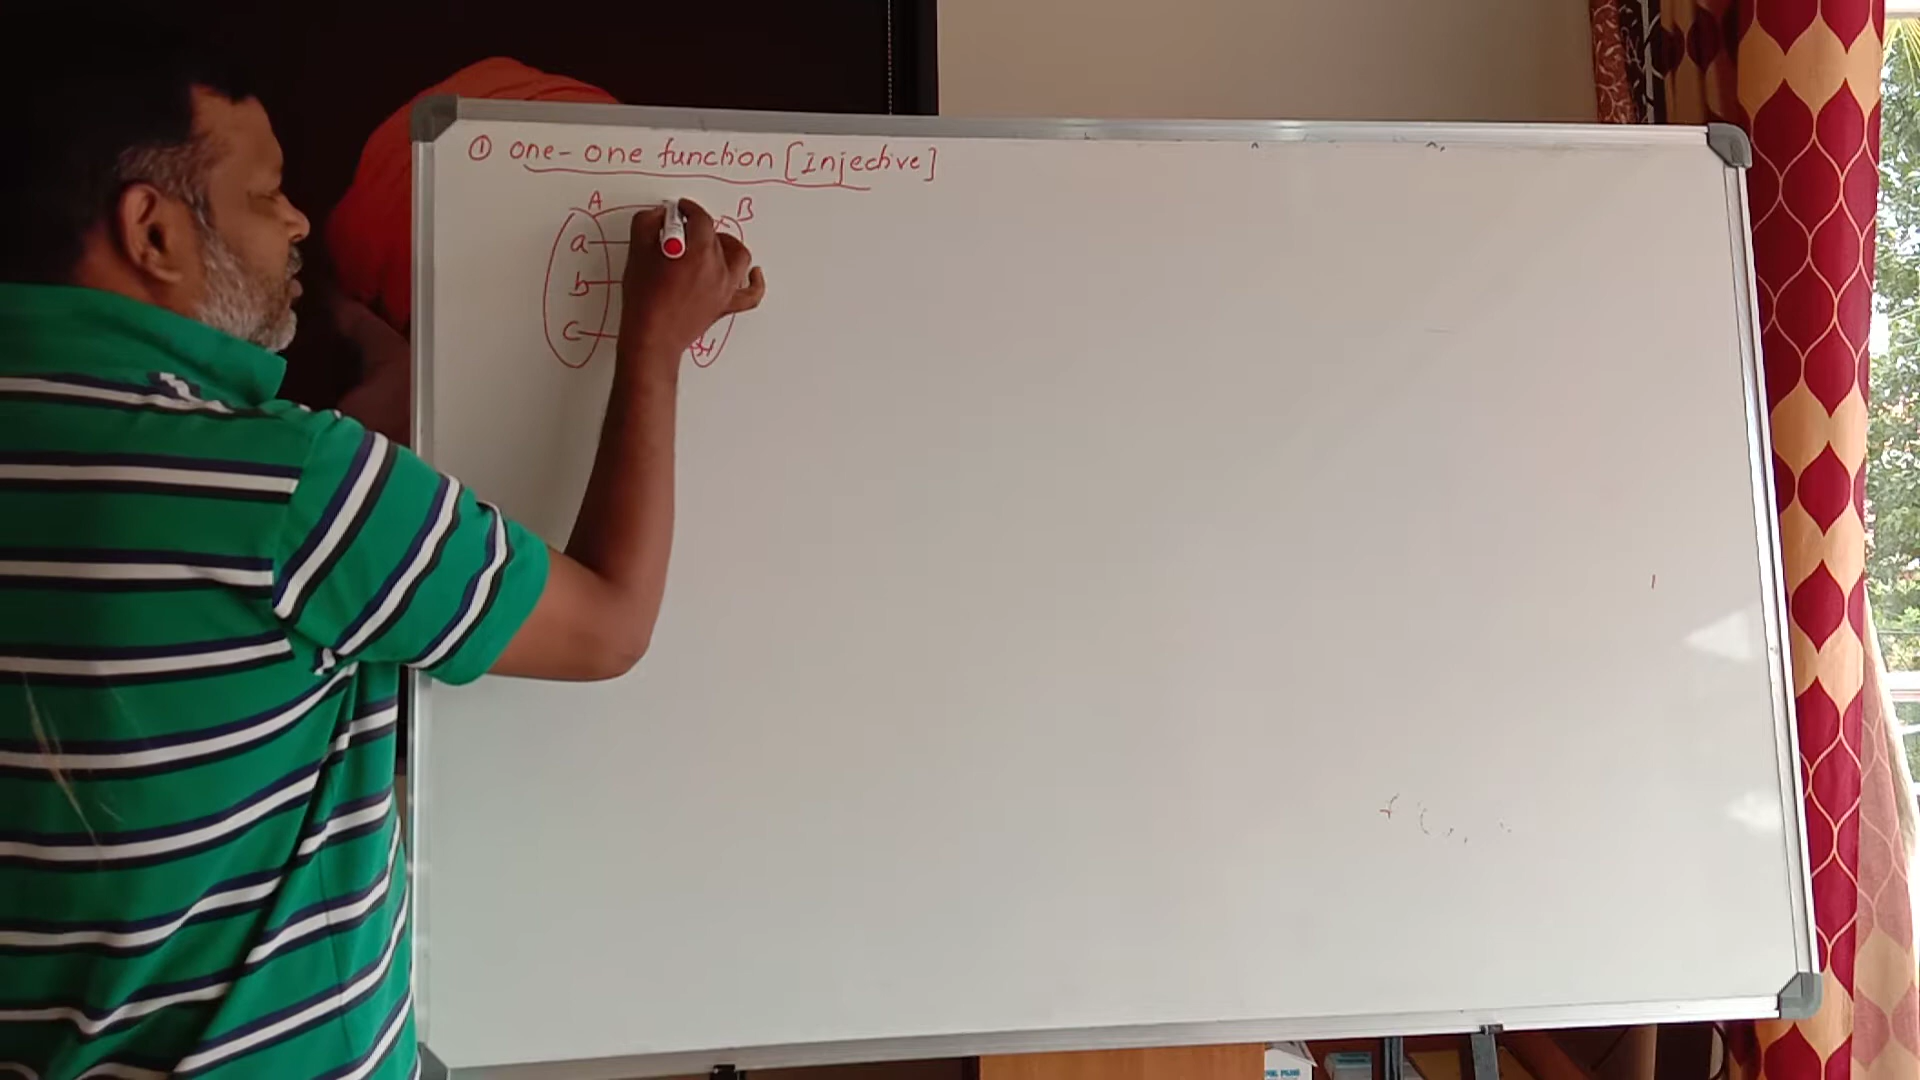 ① one-one function [Injective]
A B
a
b
c